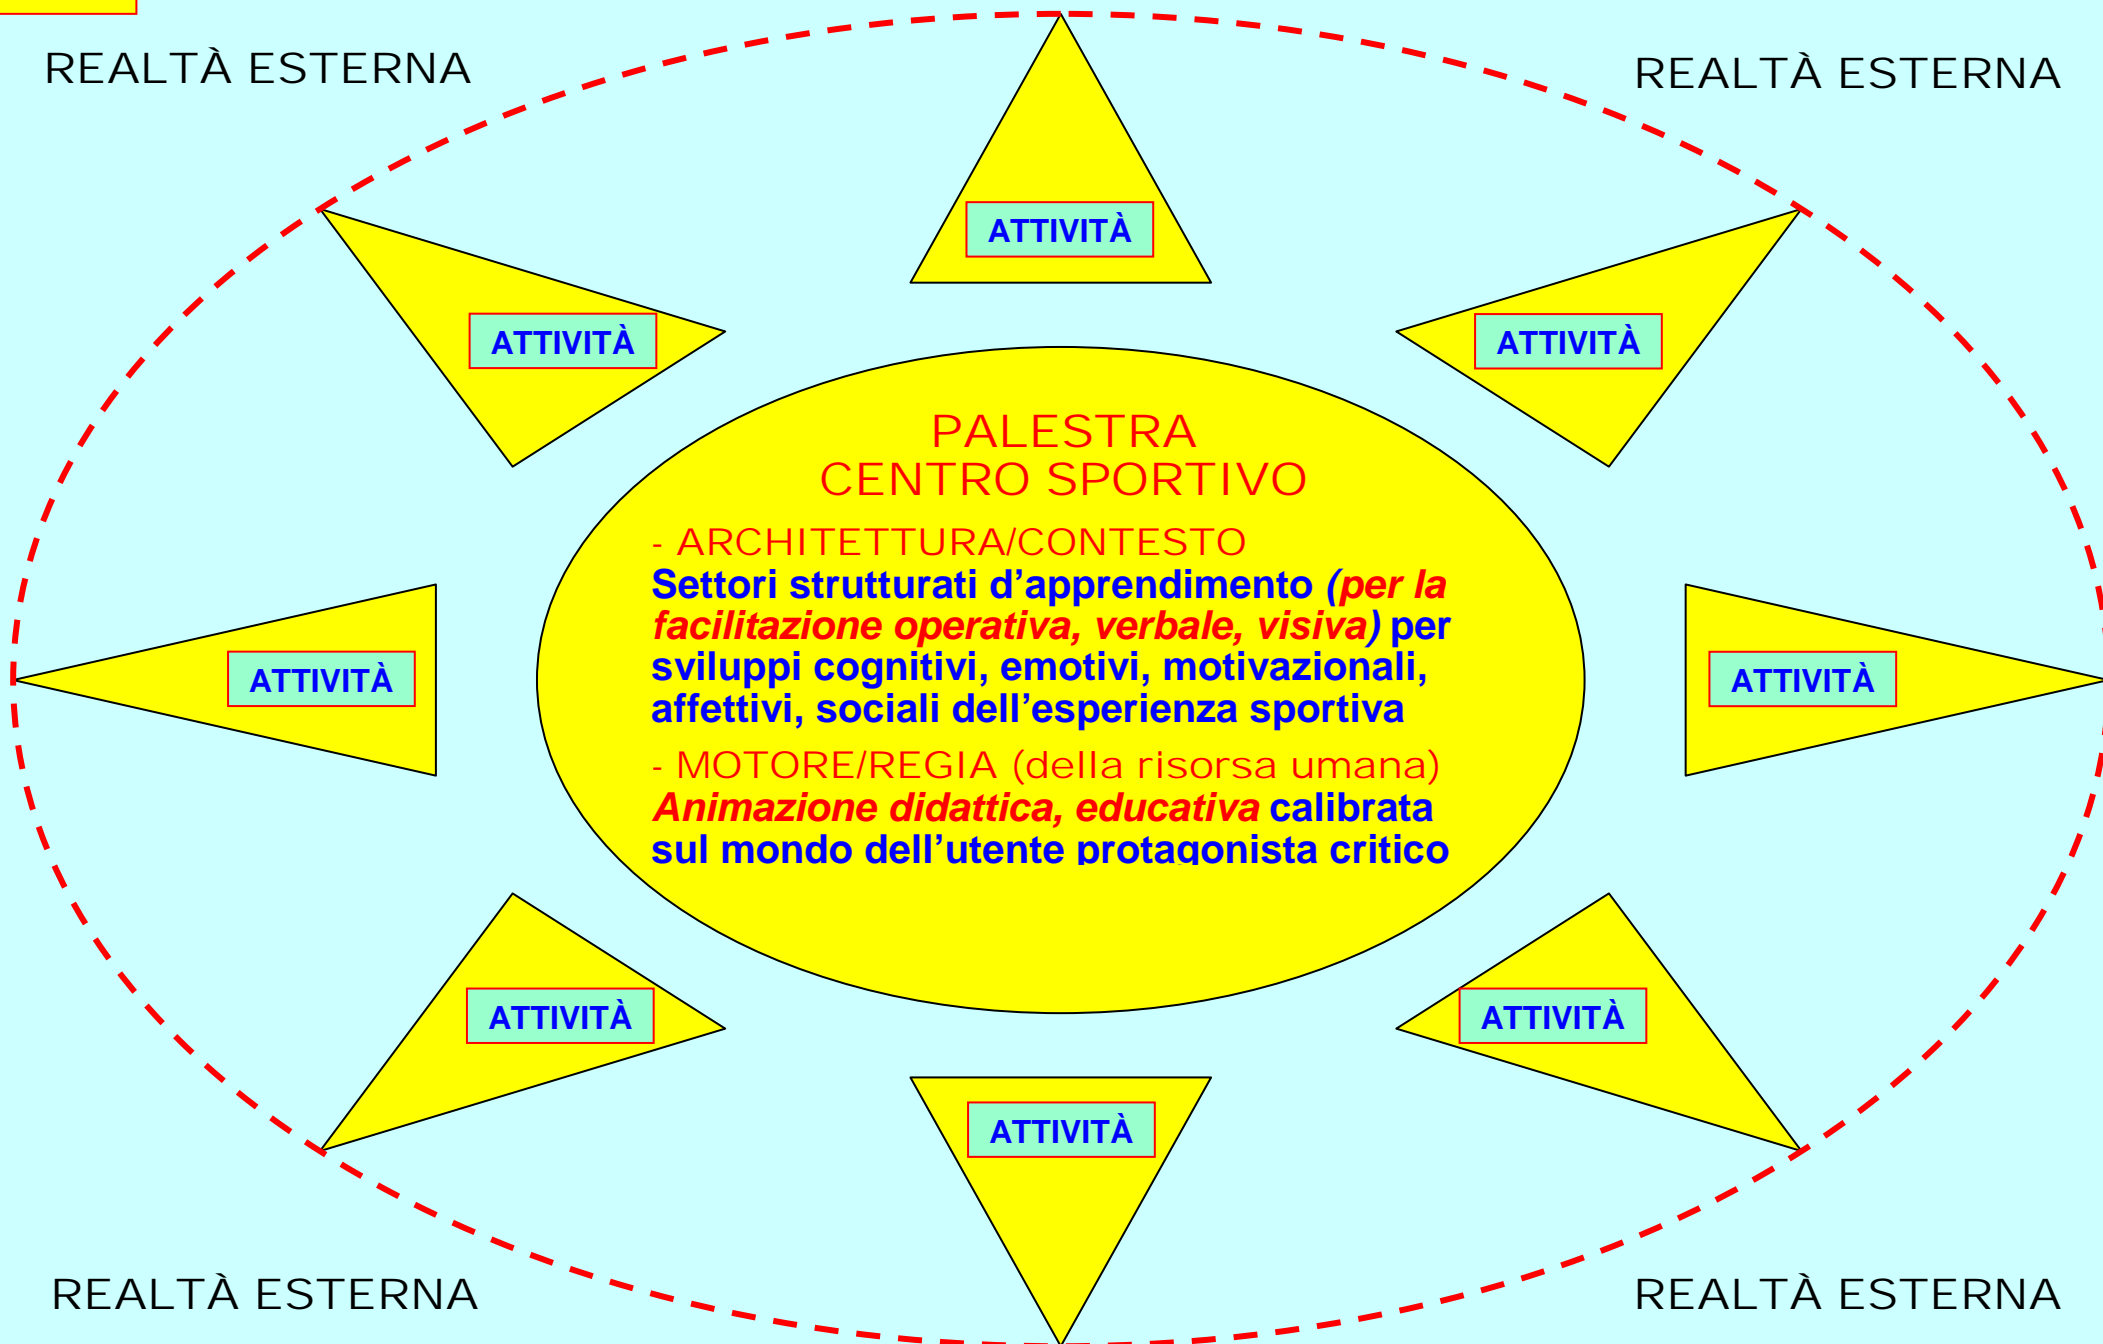 REALTÀ ESTERNA
REALTÀ ESTERNA
ATTIVITÀ
ATTIVITÀ
ATTIVITÀ
PALESTRA
CENTRO SPORTIVO
- ARCHITETTURA/CONTESTO
Settori strutturati d’apprendimento (per la
facilitazione operativa, verbale, visiva) per
sviluppi cognitivi, emotivi, motivazionali,
affettivi, sociali dell’esperienza sportiva
- MOTORE/REGIA (della risorsa umana)
Animazione didattica, educativa calibrata
sul mondo dell’utente protagonista critico
ATTIVITÀ
ATTIVITÀ
ATTIVITÀ
ATTIVITÀ
ATTIVITÀ
REALTÀ ESTERNA
REALTÀ ESTERNA